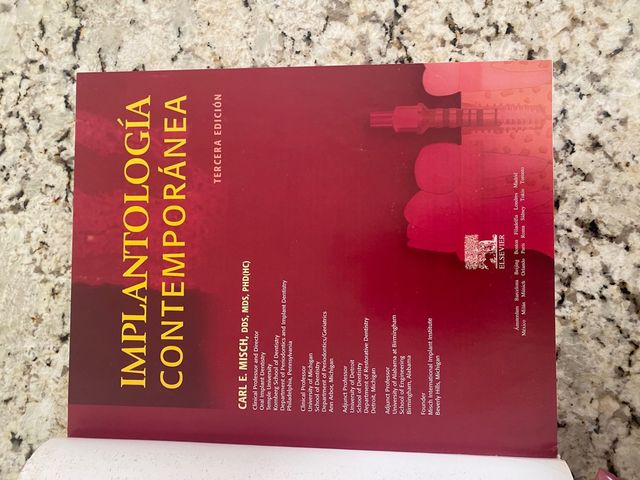 IMPLANTOLOGÍA
CONTEMPORÁNEA
TERCERA EDICIÓN
CARL E. MISCH, DDS, MDS, PHD(HC)
Clinical Professor and Director
Oral Implant Dentistry
Temple University
Kornberg School of Dentistry
Department of Periodontics and Implant Dentistry
Philadelphia, Pennsylvania
Clinical Professor
University of Michigan
School of Dentistry
Department of Periodontics/Geriatrics
Ann Arbor, Michigan
Adjunct Professor
University of Detroit
School of Dentistry
Department of Restorative Dentistry
Detroit, Michigan
Adjunct Professor
University of Alabama at Birmingham
School of Engineering
Birmingham, Alabama
Founder
Misch International Implant Institute
Beverly Hills, Michigan
ELSEVIER
Ámsterdam Barcelona Beijing Boston Filadelfia Londres Madrid
México Milán Múnich Orlando París Roma Sídney Tokio Toronto